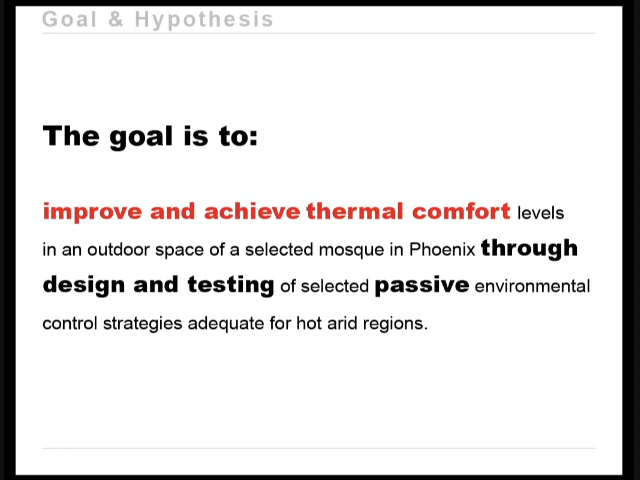 Goal & Hypothesis
The goal is to:
improve and achieve thermal comfort levels
in an outdoor space of a selected mosque in Phoenix through
design and testing of selected passive environmental
control strategies adequate for hot arid regions.